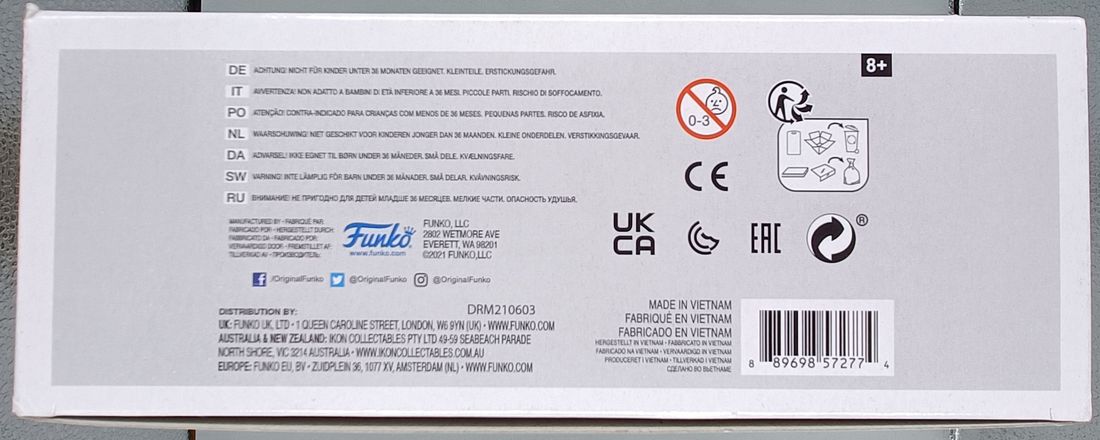 8+
DE ACHTUNG! NICHT FÜR KINDER UNTER 36 MONATEN GEEIGNET. KLEINTEILE. ERSTICKUNGSGEFAHR.
IT AVVERTENZA! NON ADATTO A BAMBINI DI ETÀ INFERIORE A 36 MESI. PICCOLE PARTI. RISCHIO DI SOFFOCAMENTO.
PO ATENÇÃO! CONTRA-INDICADO PARA CRIANÇAS COM MENOS DE 36 MESES. PEQUENAS PARTES. RISCO DE ASFIXIA.
NL WAARSCHUWING! NIET GESCHIKT VOOR KINDEREN JONGER DAN 36 MAANDEN. KLEINE ONDERDELEN. VERSTIKKINGSGEVAAR.
DA ADVARSEL! IKKE EGNET TIL BØRN UNDER 36 MÅNEDER. SMÅ DELE. KVÆLNINGSFARE.
SW VARNING! INTE LÄMPLIG FÖR BARN UNDER 36 MÅNADER. SMÅ DELAR. KVÄVNINGSRISK.
RU ВНИМАНИЕ! НЕ ПРИГОДНО ДЛЯ ДЕТЕЙ МЛАДШЕ 36 МЕСЯЦЕВ. МЕЛКИЕ ЧАСТИ. ОПАСНОСТЬ УДУШЬЯ.
0-3
CE
UK
CA
EAC
®
MANUFACTURED BY • FABRIQUÉ PAR:
FABRICADO POR • HERGESTELLT DURCH:
FABBRICATO DA • FABRICADO POR:
VERVAARDIGD DOOR • FREMSTILLET AF:
TILLVERKAD AV • ПРОИЗВОДИТЕЛЬ:
Funko
www.funko.com
FUNKO, LLC
2802 WETMORE AVE
EVERETT, WA 98201
©2021 FUNKO,LLC
/OriginalFunko @OriginalFunko @OriginalFunko
DISTRIBUTION BY: DRM210603
UK: FUNKO UK, LTD • 1 QUEEN CAROLINE STREET, LONDON, W6 9YN (UK) • WWW.FUNKO.COM
AUSTRALIA & NEW ZEALAND: IKON COLLECTABLES PTY LTD 49-59 SEABEACH PARADE
NORTH SHORE, VIC 3214 AUSTRALIA • WWW.IKONCOLLECTABLES.COM.AU
EUROPE: FUNKO EU, BV • ZUIDPLEIN 36, 1077 XV, AMSTERDAM (NL) • WWW.FUNKO.COM
MADE IN VIETNAM
FABRIQUÉ EN VIETNAM
FABRICADO EN VIETNAM
HERGESTELLT IN VIETNAM • FABBRICATO IN VIETNAM
FABRICADO NA VIETNAM • VERVAARDIGD IN VIETNAM
PRODUCERET I VIETNAM • TILLVERKAD I VIETNAM
СДЕЛАНО ВО ВЬЕТНАМЕ
8 89698 57277 4